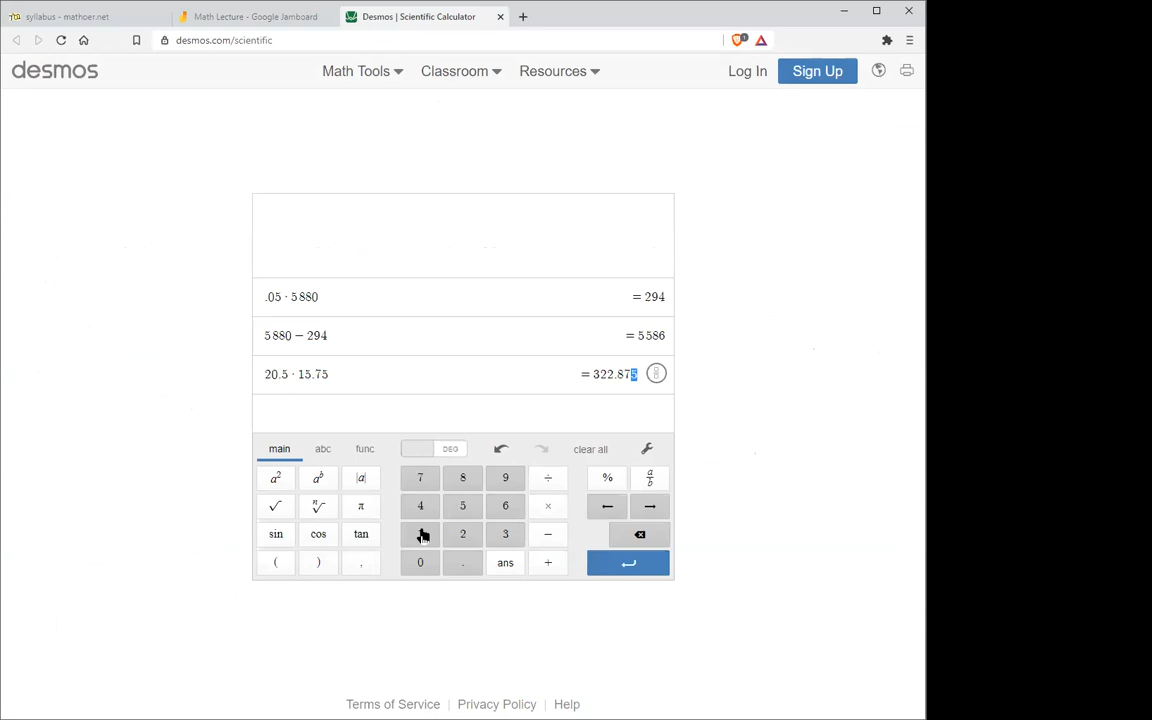 syllabus - mathoer.net
Math Lecture - Google Jamboard
Desmos | Scientific Calculator
desmos.com/scientific
1
desmos
Math Tools
Classroom
Resources
Log In
Sign Up
.05 · 5880 = 294
5880 − 294 = 5586
20.5 · 15.75 = 322.875
main abc func DEG clear all
a² aᵇ |a| 7 8 9 ÷ % a/b
√ ⁿ√ π 4 5 6 × ← →
sin cos tan 2 3 −
( ) , 0 . ans +
Terms of Service | Privacy Policy | Help